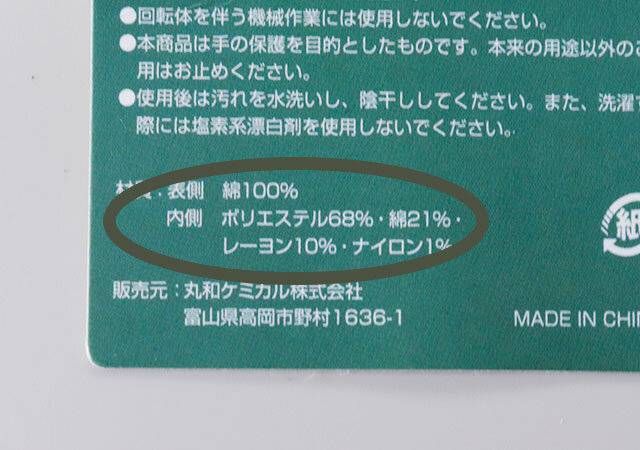 ●回転体を伴う機械作業には使用しないでください。
●本商品は手の保護を目的としたものです。本来の用途以外の
用はお止めください。
●使用後は汚れを水洗いし、陰干ししてください。また、洗濯
際には塩素系漂白剤を使用しないでください。
材質:表側 綿100%
内側 ポリエステル68%・綿21%・
レーヨン10%・ナイロン1%
紙
販売元:丸和ケミカル株式会社
富山県高岡市野村1636-1
MADE IN